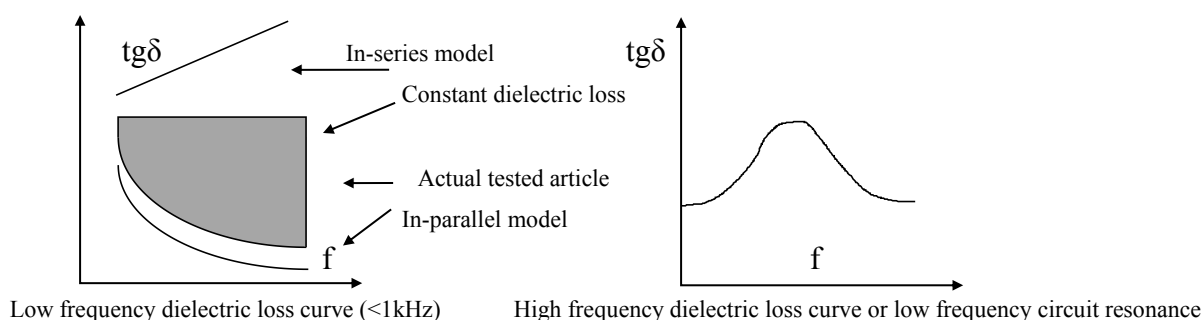 tgδ
In-series model
Constant dielectric loss
Actual tested article
In-parallel model
f
Low frequency dielectric loss curve (<1kHz)
tgδ
f
High frequency dielectric loss curve or low frequency circuit resonance